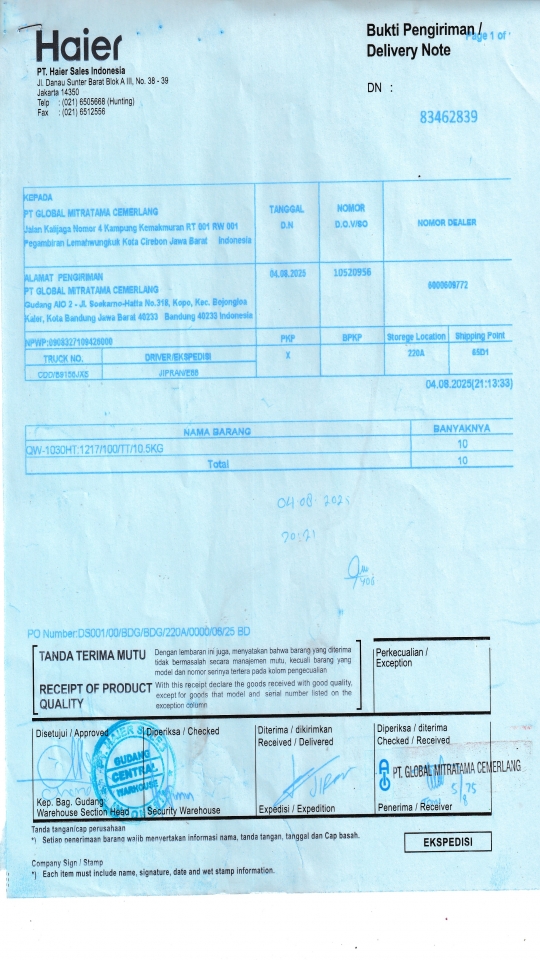 Haier
Bukti Pengiriman /
Delivery Note
Page 1 of
PT. Haier Sales Indonesia
Jl. Danau Sunter Barat Blok A III, No. 38 - 39
Jakarta 14350
Telp : (021) 6505668 (Hunting)
Fax : (021) 6512556
DN :
83462839
KEPADA
PT GLOBAL MITRATAMA CEMERLANG
Jalan Kalijaga Nomor 4 Kampung Kemakmuran RT 001 RW 001
Pegambiran Lemahwungkuk Kota Cirebon Jawa Barat Indonesia
TANGGAL
D.N
NOMOR
D.O./SO
NOMOR DEALER
ALAMAT PENGIRIMAN
PT GLOBAL MITRATAMA CEMERLANG
Gudang AIO 2 - Jl. Soekarno-Hatta No.318, Kopo, Kec. Bojongloa
Kaler, Kota Bandung Jawa Barat 40233 Bandung 40233 Indonesia
04.08.2025
10520956
NPWP:
PKP
BPKP
Storege Location
Shipping Point
TRUCK NO.
DRIVER/EKSPEDISI
X
220A
65D1
JIPRAN/E68
04.08.2025(21:13:33)
NAMA BARANG
BANYAKNYA
QW-1030HT:1217/100/TT/10.5KG
10
Total
10
04.08.2025
20:21
PO Number:DS001/00/BDG/BDG/220A/0000/06/25 BD
TANDA TERIMA MUTU
Dengan lembaran ini juga, menyatakan bahwa barang yang diterima
tidak bermasalah secara manajemen mutu, kecuali barang yang
model dan nomor serinya tertera pada kolom pengecualian
RECEIPT OF PRODUCT
QUALITY
With this receipt declare the goods received with good quality,
except for goods that model and serial number listed on the
exception column
Perkecualian /
Exception
Disetujui / Approved
Diperiksa / Checked
Diterima / dikirimkan
Received / Delivered
Diperiksa / diterima
Checked / Received
GUDANG
CENTRAL
WARHOUSE
PT. GLOBAL MITRATAMA CEMERLANG
Kep. Bag. Gudang
Warehouse Section Head
Security Warehouse
Expedisi / Expedition
Penerima / Receiver
Tanda tangan/cap perusahaan
*) Setiap penerimaan barang wajib menyertakan informasi nama, tanda tangan, tanggal dan Cap basah.
EKSPEDISI
Company Sign / Stamp
*) Each item must include name, signature, date and wet stamp information.